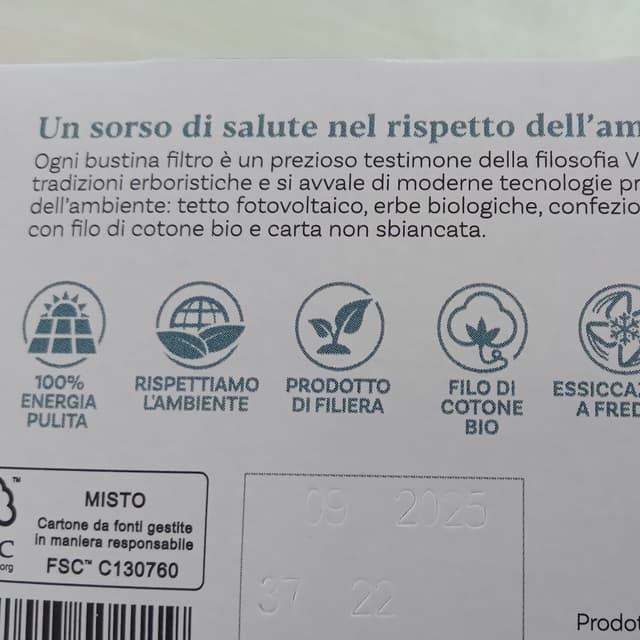 Un sorso di salute nel rispetto dell'am
Ogni bustina filtro è un prezioso testimone della filosofia V
tradizioni erboristiche e si avvale di moderne tecnologie pr
dell'ambiente: tetto fotovoltaico, erbe biologiche, confezio
con filo di cotone bio e carta non sbiancata.
100%
ENERGIA
PULITA
RISPETTIAMO
L'AMBIENTE
PRODOTTO
DI FILIERA
FILO DI
COTONE
BIO
ESSICCAZ
A FRED
™
C
org
MISTO
Cartone da fonti gestite
in maniera responsabile
FSC™ C130760
09 2025
37 22
Prodot